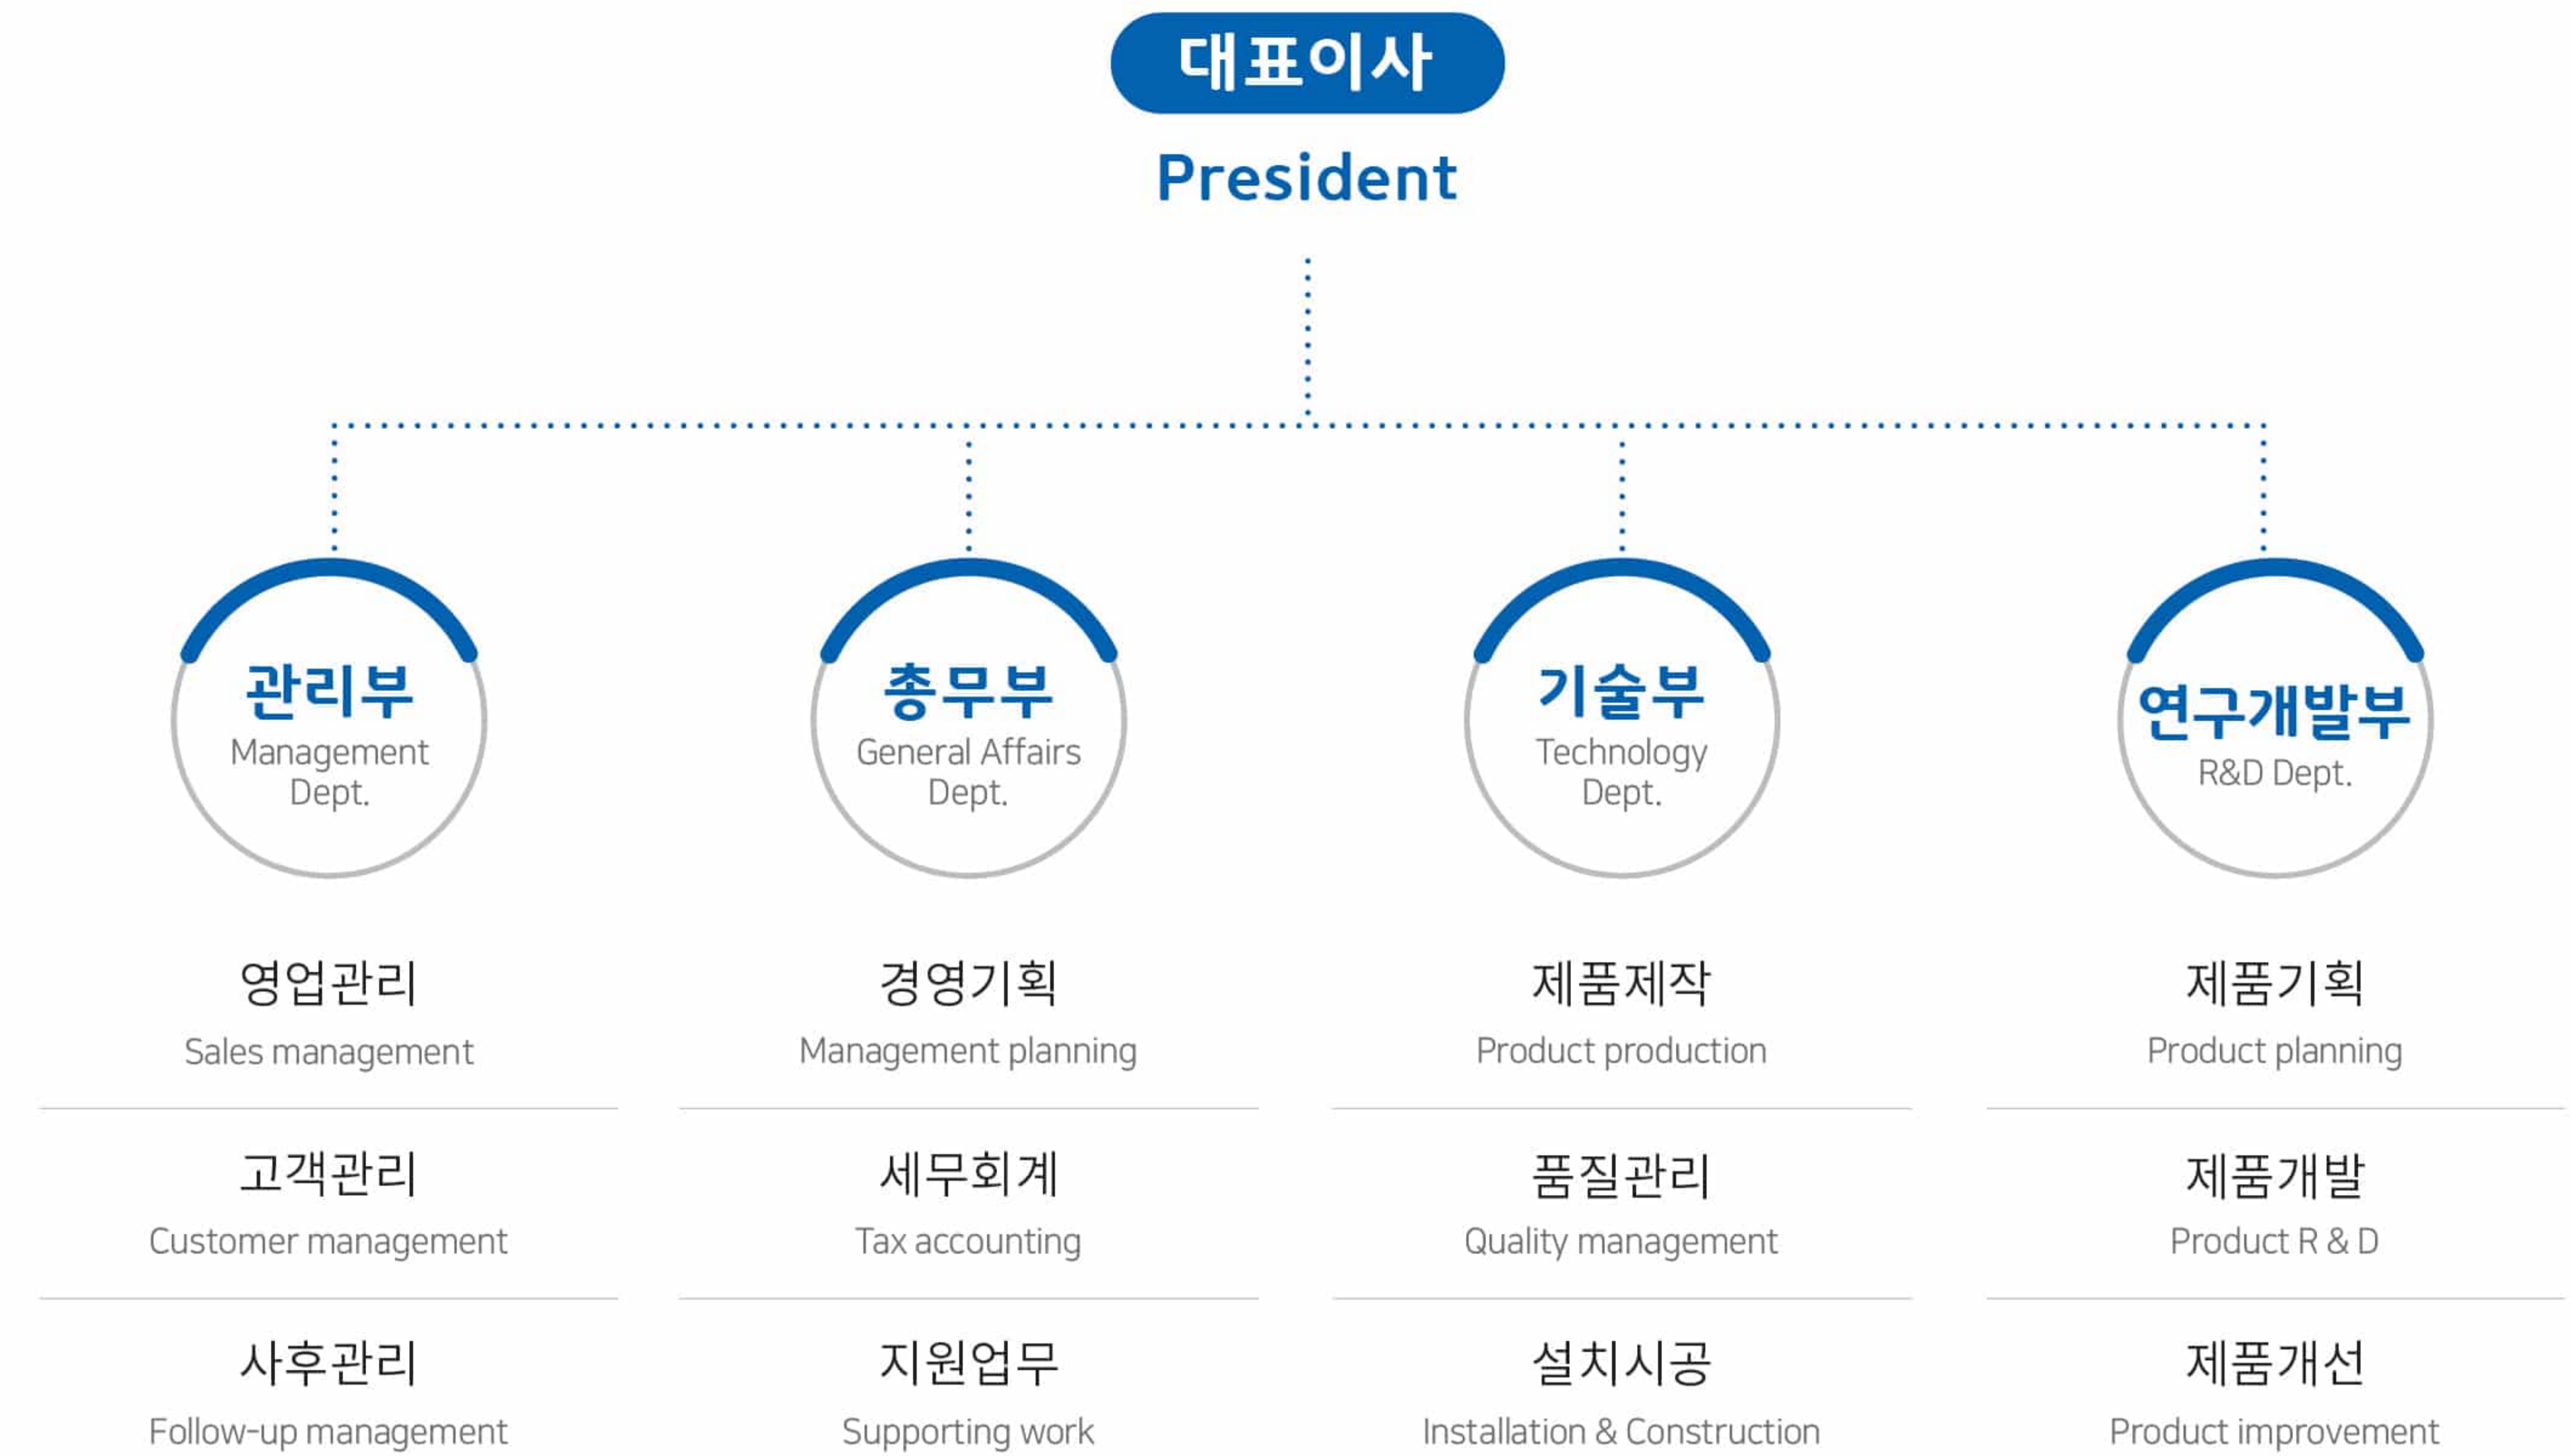 대표이사
President
관리부
Management
Dept.
총무부
General Affairs
Dept.
기술부
Technology
Dept.
연구개발부
R&D Dept.
영업관리
Sales management
고객관리
Customer management
사후관리
Follow-up management
경영기획
Management planning
세무회계
Tax accounting
지원업무
Supporting work
제품제작
Product production
품질관리
Quality management
설치시공
Installation & Construction
제품기획
Product planning
제품개발
Product R & D
제품개선
Product improvement